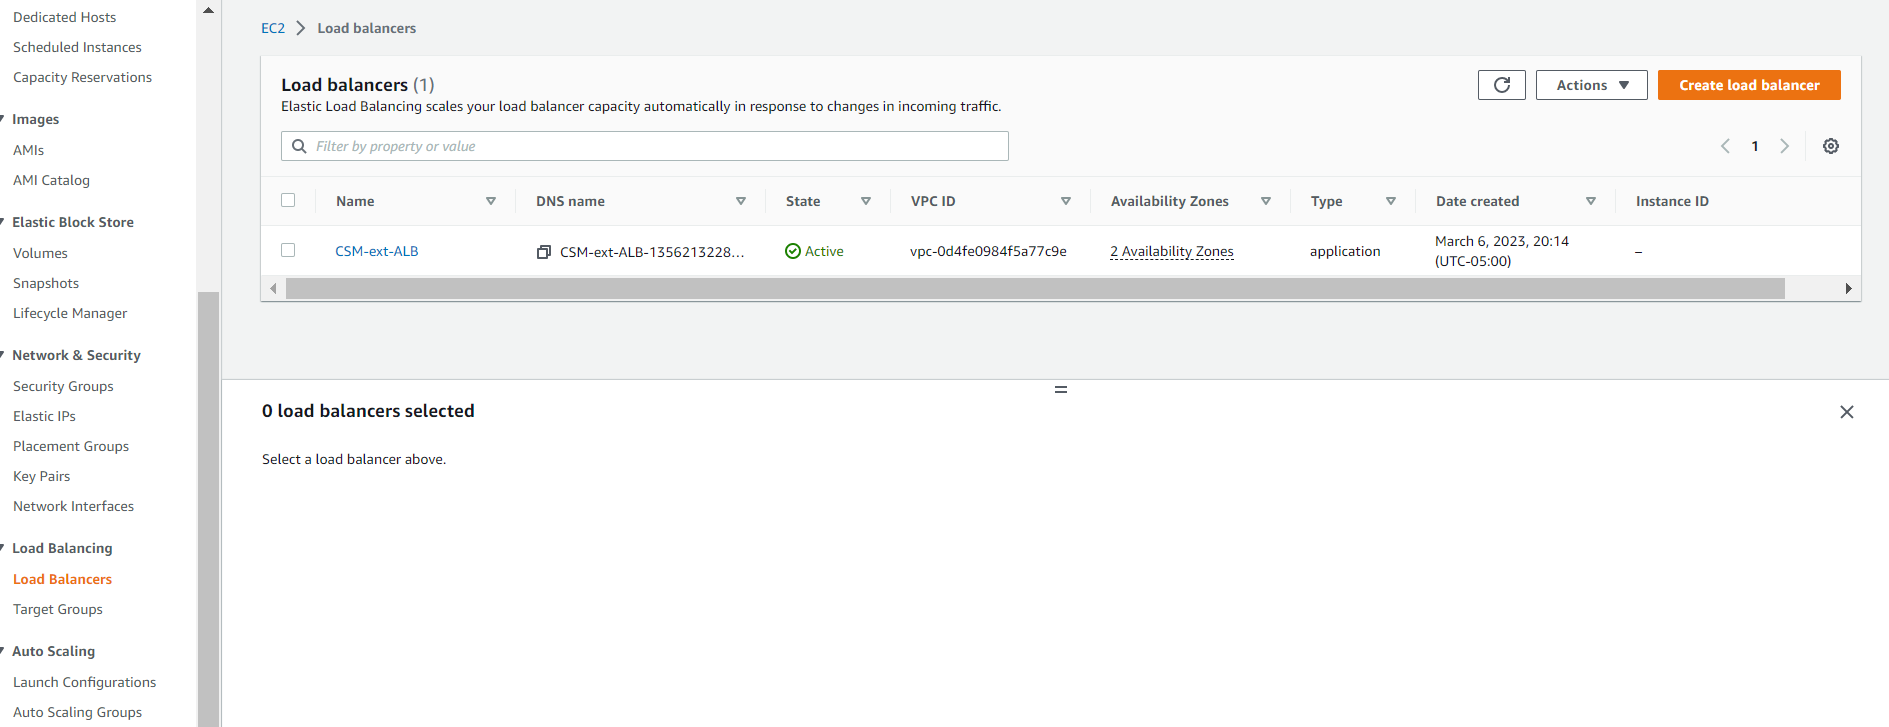 Dedicated Hosts
Scheduled Instances
Capacity Reservations
Images
AMIs
AMI Catalog
Elastic Block Store
Volumes
Snapshots
Lifecycle Manager
Network & Security
Security Groups
Elastic IPs
Placement Groups
Key Pairs
Network Interfaces
Load Balancing
Load Balancers
Target Groups
Auto Scaling
Launch Configurations
Auto Scaling Groups
EC2 > Load balancers
Load balancers (1)
Elastic Load Balancing scales your load balancer capacity automatically in response to changes in incoming traffic.
Actions
Create load balancer
Filter by property or value
1
Name DNS name State VPC ID Availability Zones Type Date created Instance ID
CSM-ext-ALB CSM-ext-ALB-1356213228... Active vpc-0d4fe0984f5a77c9e 2 Availability Zones application March 6, 2023, 20:14 –
(UTC-05:00)
0 load balancers selected
Select a load balancer above.